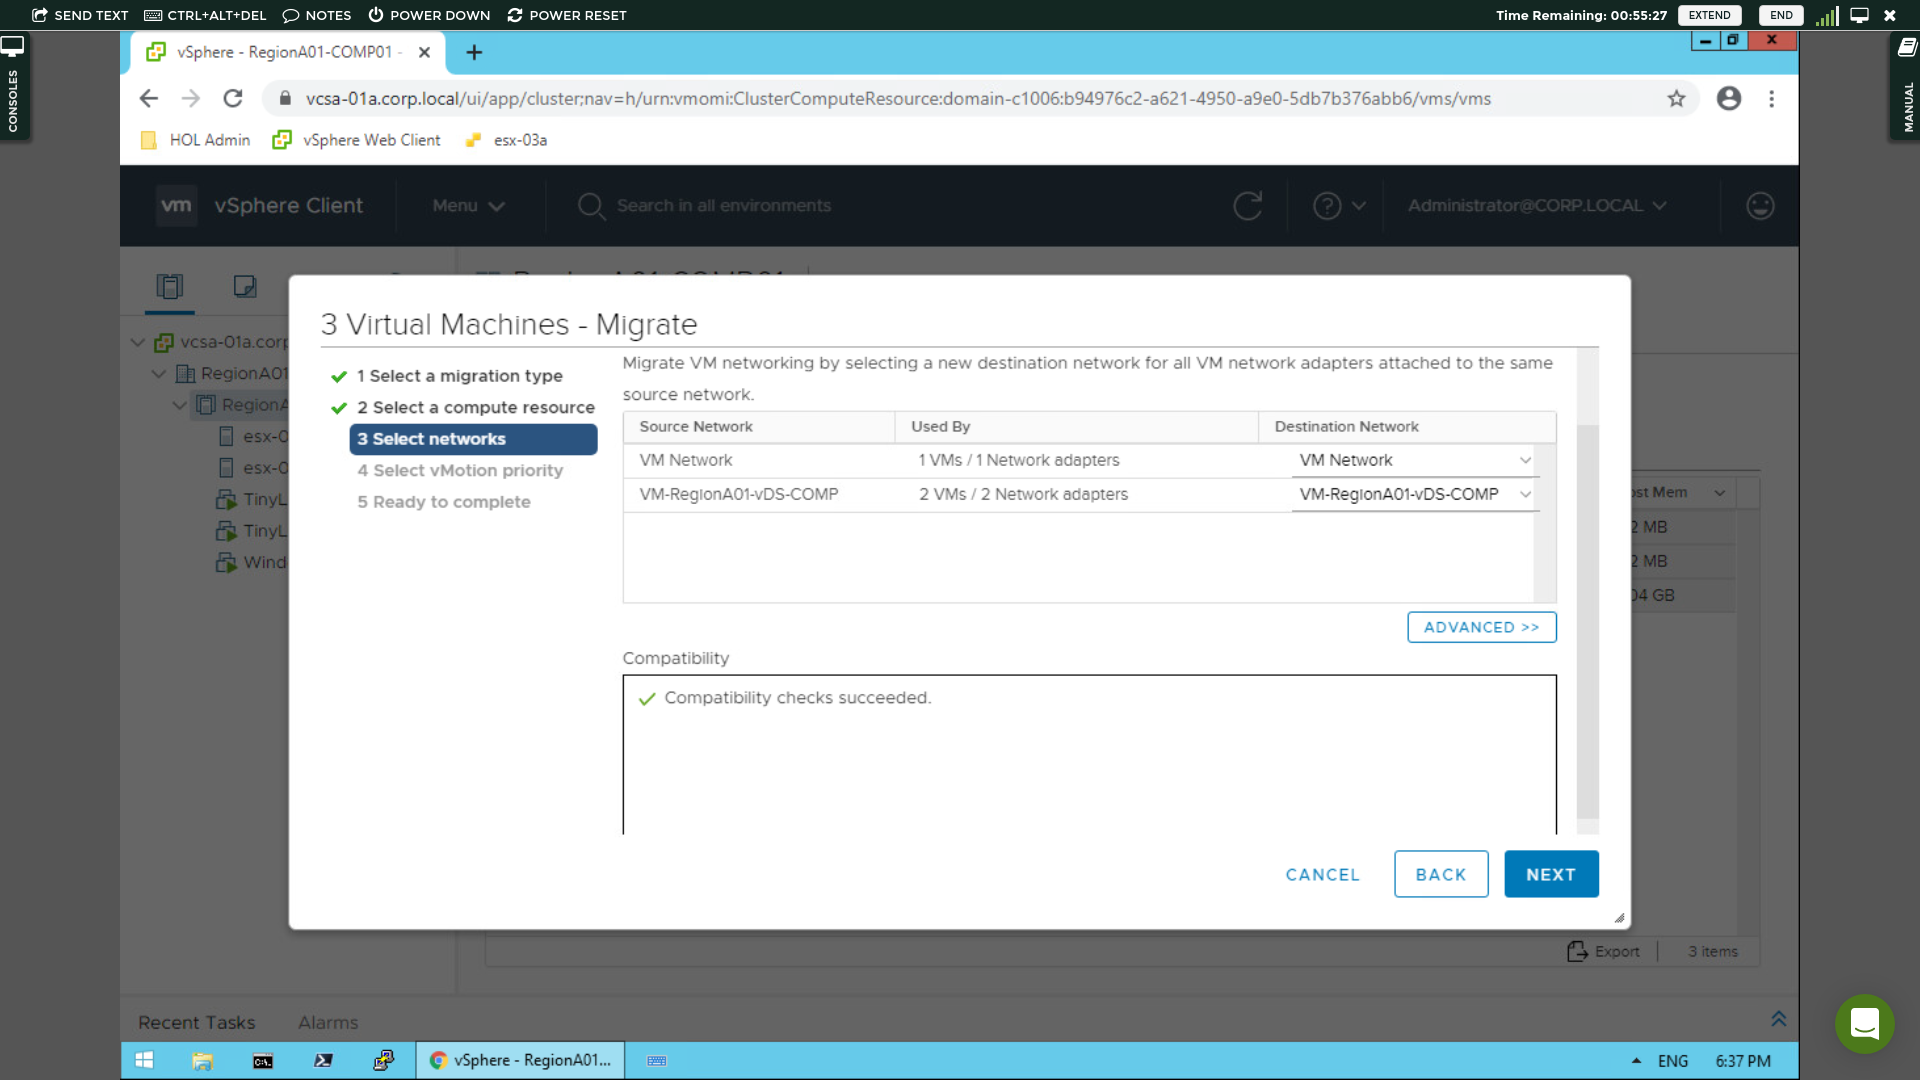 SEND TEXT CTRL+ALT+DEL NOTES POWER DOWN POWER RESET Time Remaining: 00:55:27 EXTEND END
CONSOLES
MANUAL
vSphere - RegionA01-COMP01 -
vcsa-01a.corp.local/ui/app/cluster;nav=h/urn:vmomi:ClusterComputeResource:domain-c1006:b94976c2-a621-4950-a9e0-5db7b376abb6/vms/vms
HOL Admin vSphere Web Client esx-03a
vm vSphere Client Menu Search in all environments Administrator@CORP.LOCAL
vcsa-01a.corp
RegionA01
RegionA
esx-0
esx-0
TinyL
TinyL
Wind
3 Virtual Machines - Migrate
1 Select a migration type
2 Select a compute resource
3 Select networks
4 Select vMotion priority
5 Ready to complete
Migrate VM networking by selecting a new destination network for all VM network adapters attached to the same
source network.
Source Network Used By Destination Network
VM Network 1 VMs / 1 Network adapters VM Network
VM-RegionA01-vDS-COMP 2 VMs / 2 Network adapters VM-RegionA01-vDS-COMP
ADVANCED >>
Compatibility
Compatibility checks succeeded.
CANCEL BACK NEXT
ost Mem
2 MB
2 MB
04 GB
Export 3 items
Recent Tasks Alarms
vSphere - RegionA01... ENG 6:37 PM